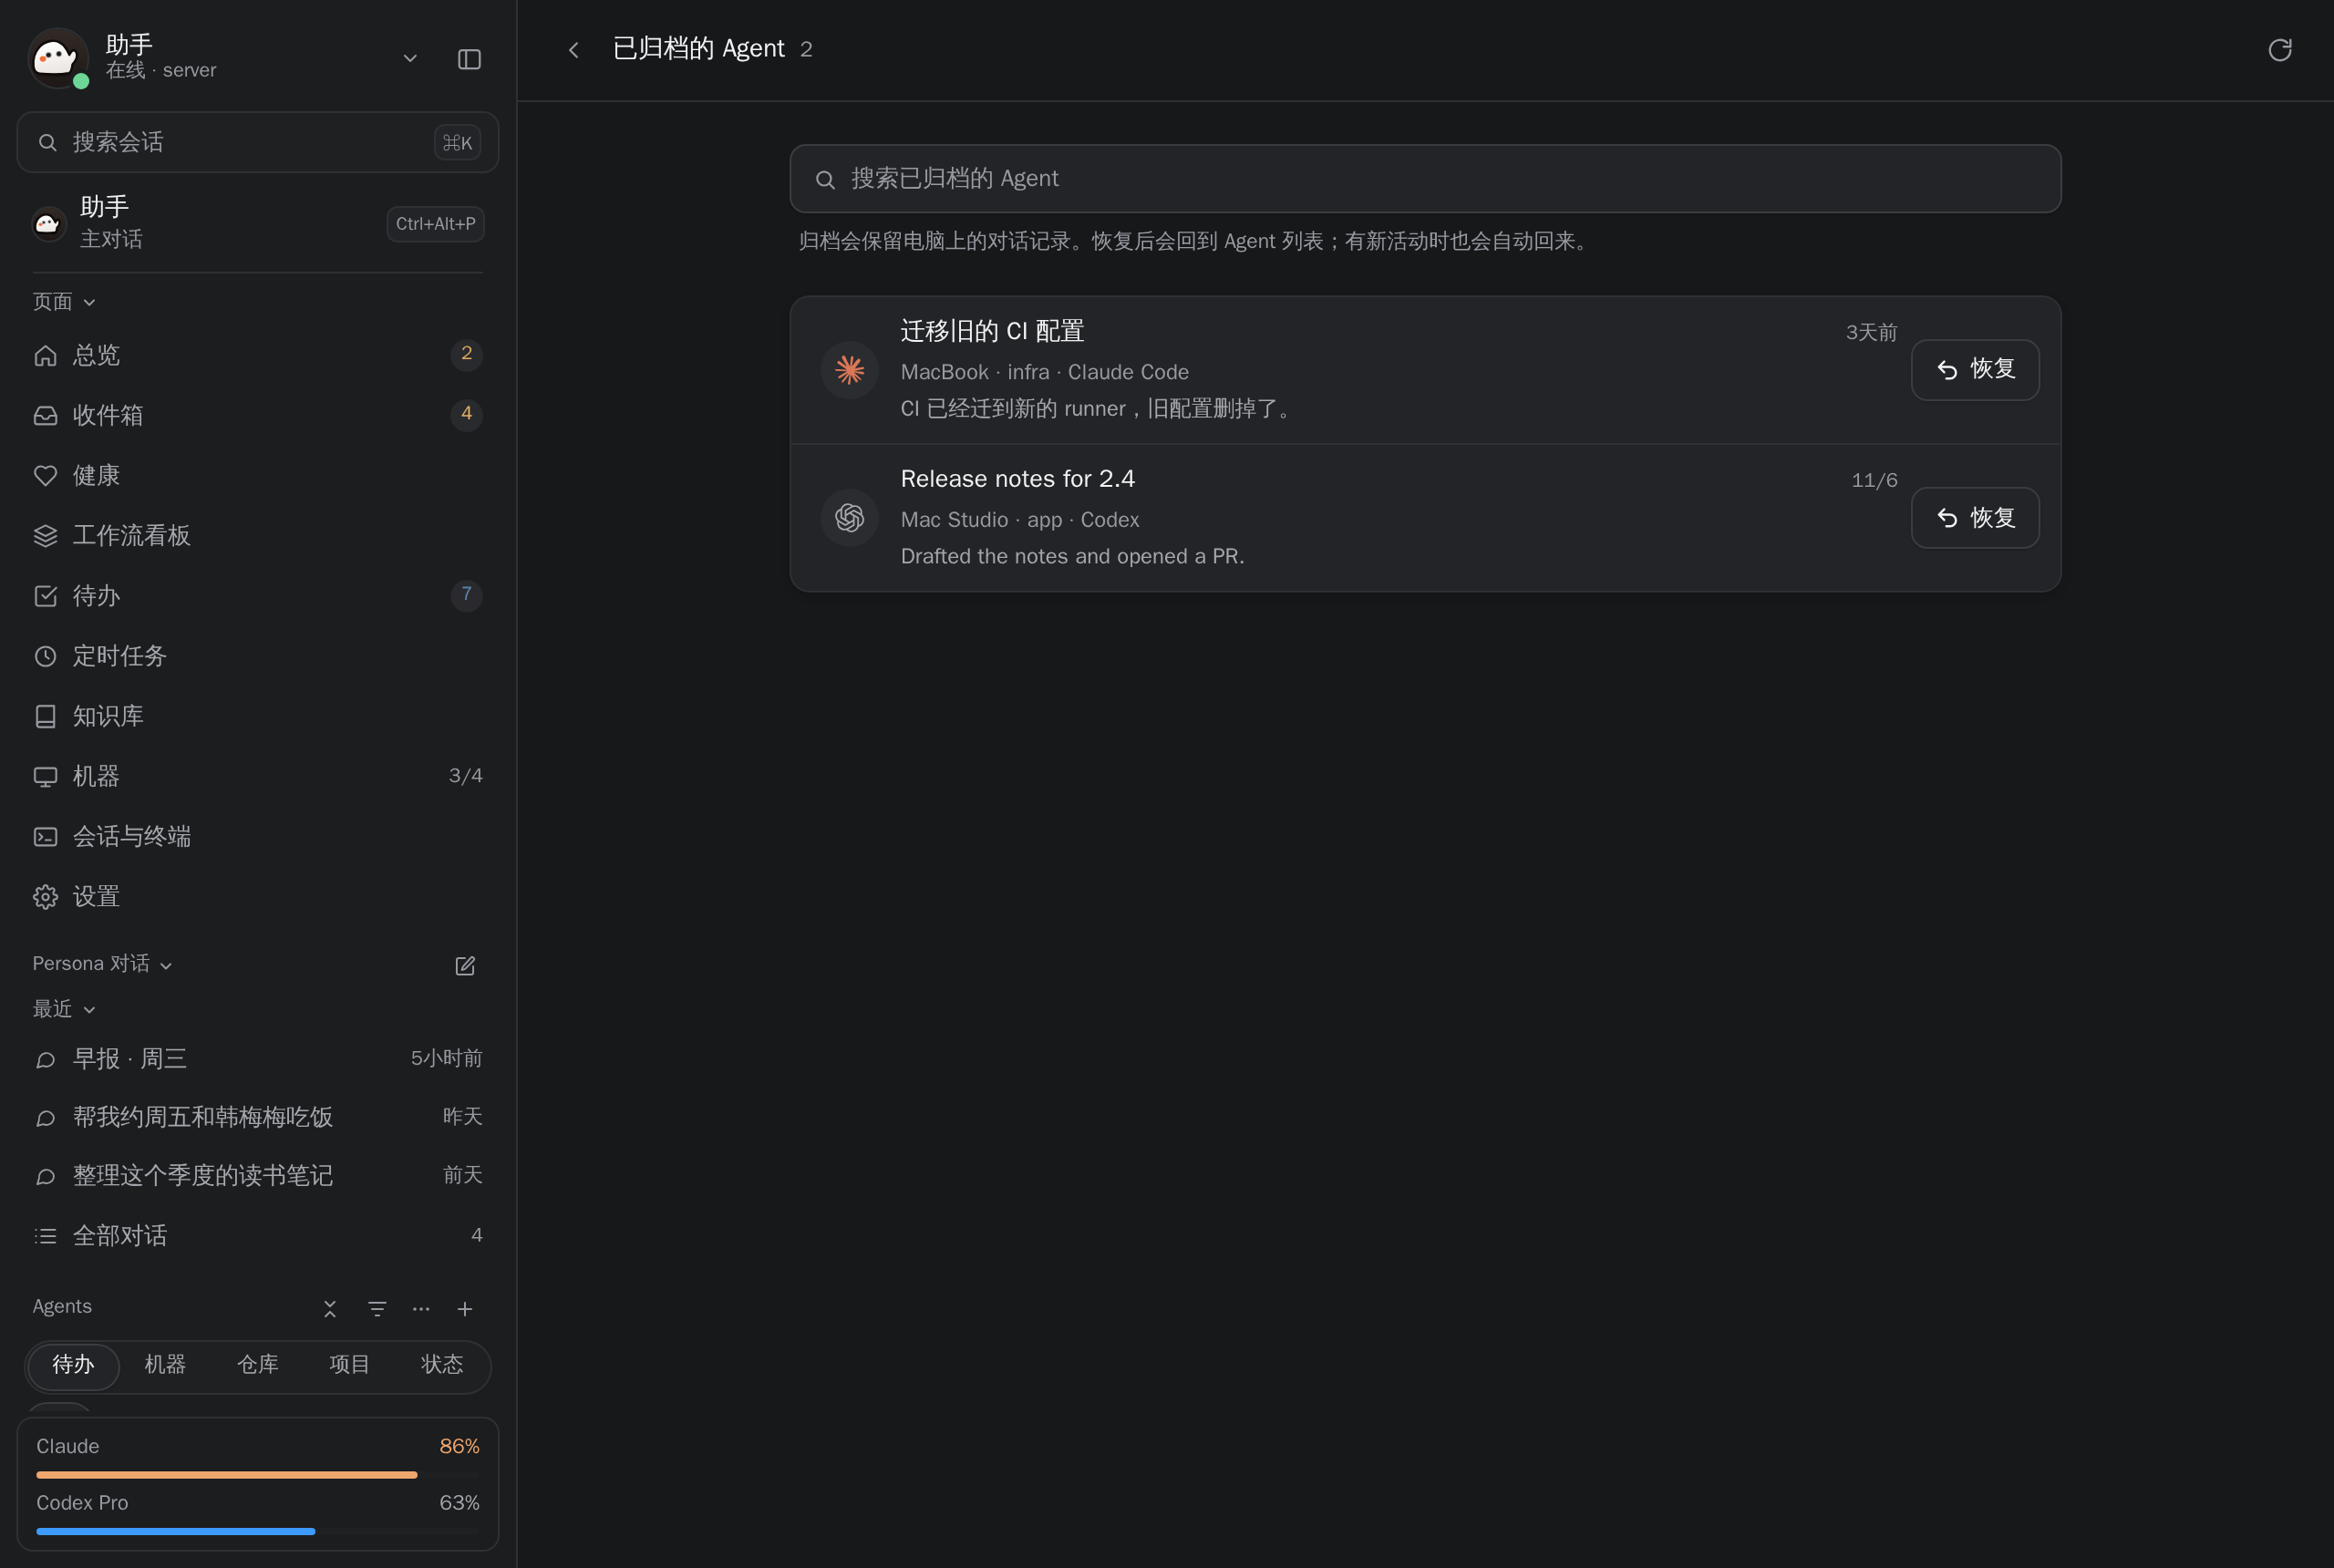 助手
在线 · server
搜索会话
⌘K
助手
主对话
Ctrl+Alt+P
页面
总览
2
收件箱
4
健康
工作流看板
待办
7
定时任务
知识库
机器
3/4
会话与终端
设置
Persona 对话
最近
早报 · 周三
5小时前
帮我约周五和韩梅梅吃饭
昨天
整理这个季度的读书笔记
前天
全部对话
4
Agents
待办
机器
仓库
项目
状态
Claude
86%
Codex Pro
63%
已归档的 Agent 2
搜索已归档的 Agent
归档会保留电脑上的对话记录。恢复后会回到 Agent 列表；有新活动时也会自动回来。
迁移旧的 CI 配置
3天前
MacBook · infra · Claude Code
CI 已经迁到新的 runner，旧配置删掉了。
恢复
Release notes for 2.4
11/6
Mac Studio · app · Codex
Drafted the notes and opened a PR.
恢复